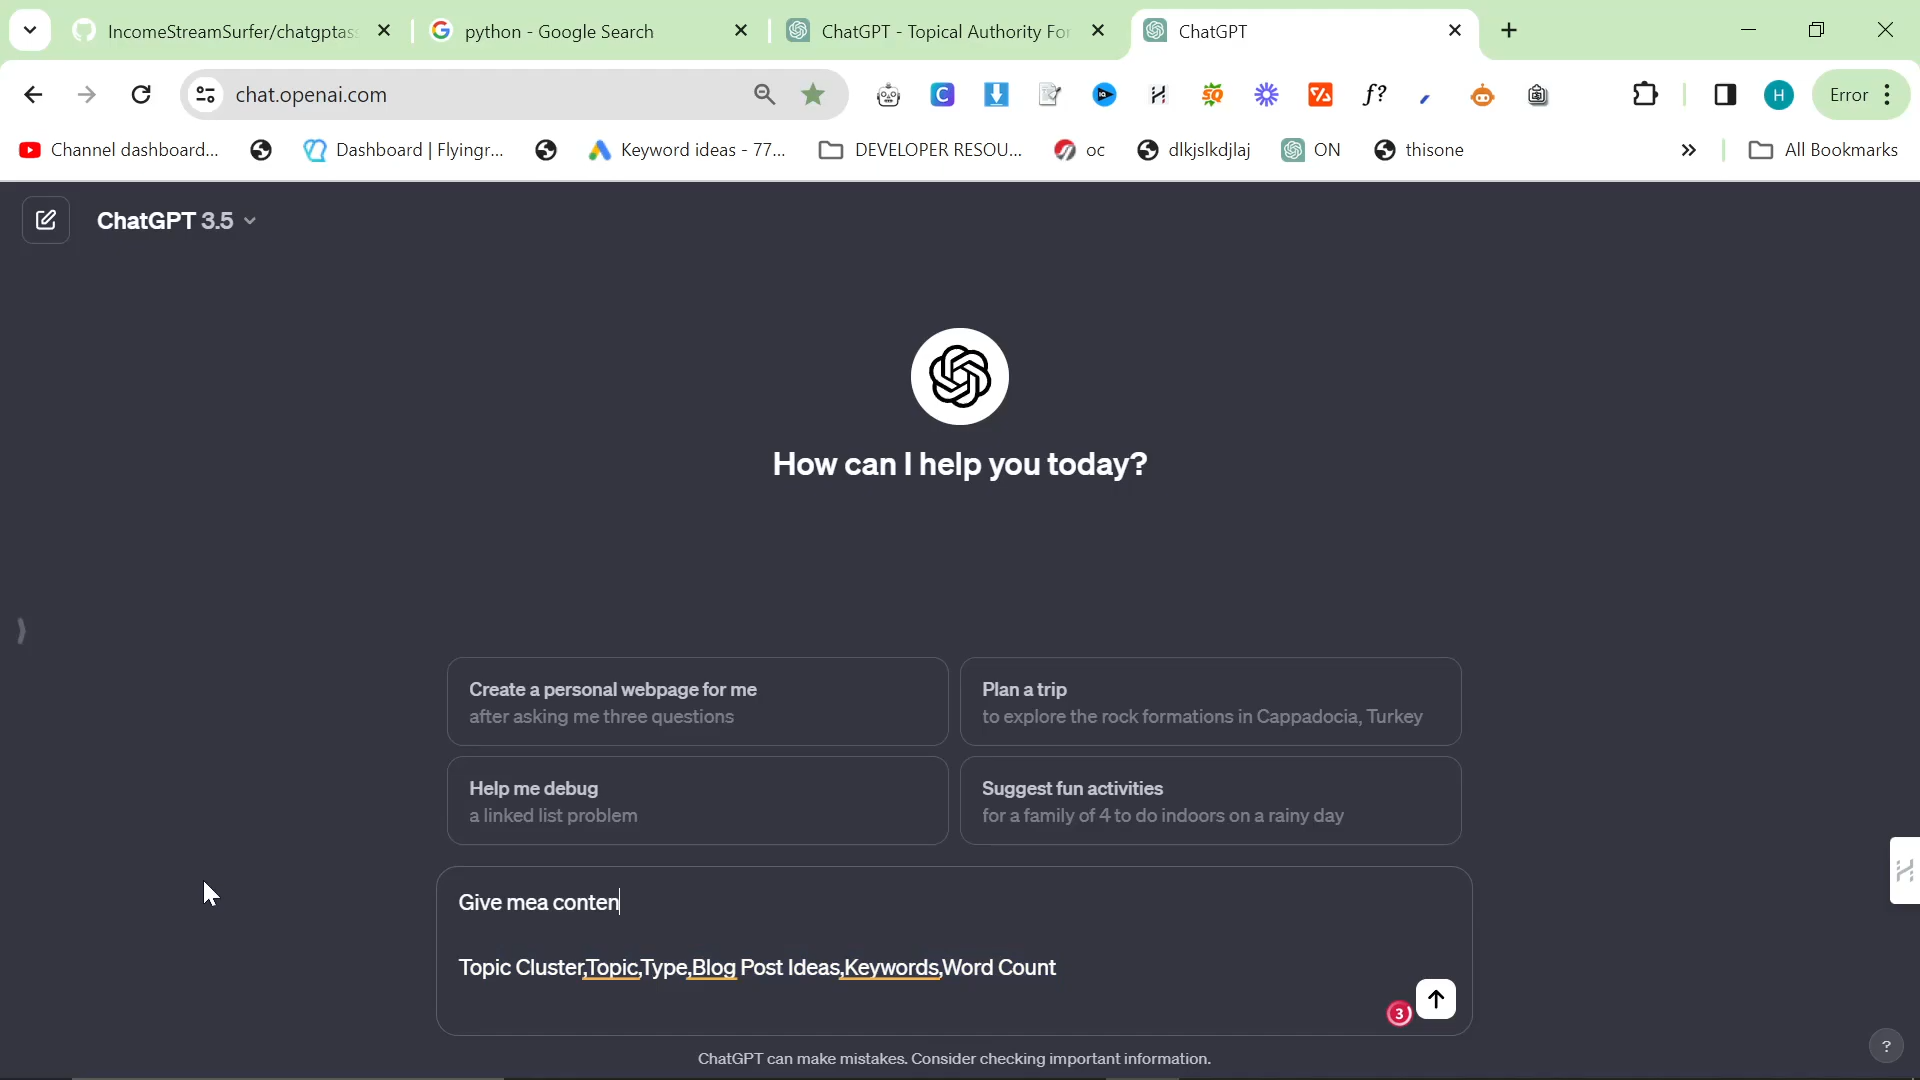 IncomeStreamSurfer/chatgptas
python - Google Search
ChatGPT - Topical Authority For
ChatGPT
chat.openai.com
Error
Channel dashboard...
Dashboard | Flyingr...
Keyword ideas - 77...
DEVELOPER RESOU...
oc
dlkjslkdjlaj
ON
thisone
»
All Bookmarks
ChatGPT 3.5
How can I help you today?
Create a personal webpage for me
after asking me three questions
Plan a trip
to explore the rock formations in Cappadocia, Turkey
Help me debug
a linked list problem
Suggest fun activities
for a family of 4 to do indoors on a rainy day
Give mea conten
Topic Cluster,Topic,Type,Blog Post Ideas,Keywords,Word Count
3
ChatGPT can make mistakes. Consider checking important information.
?